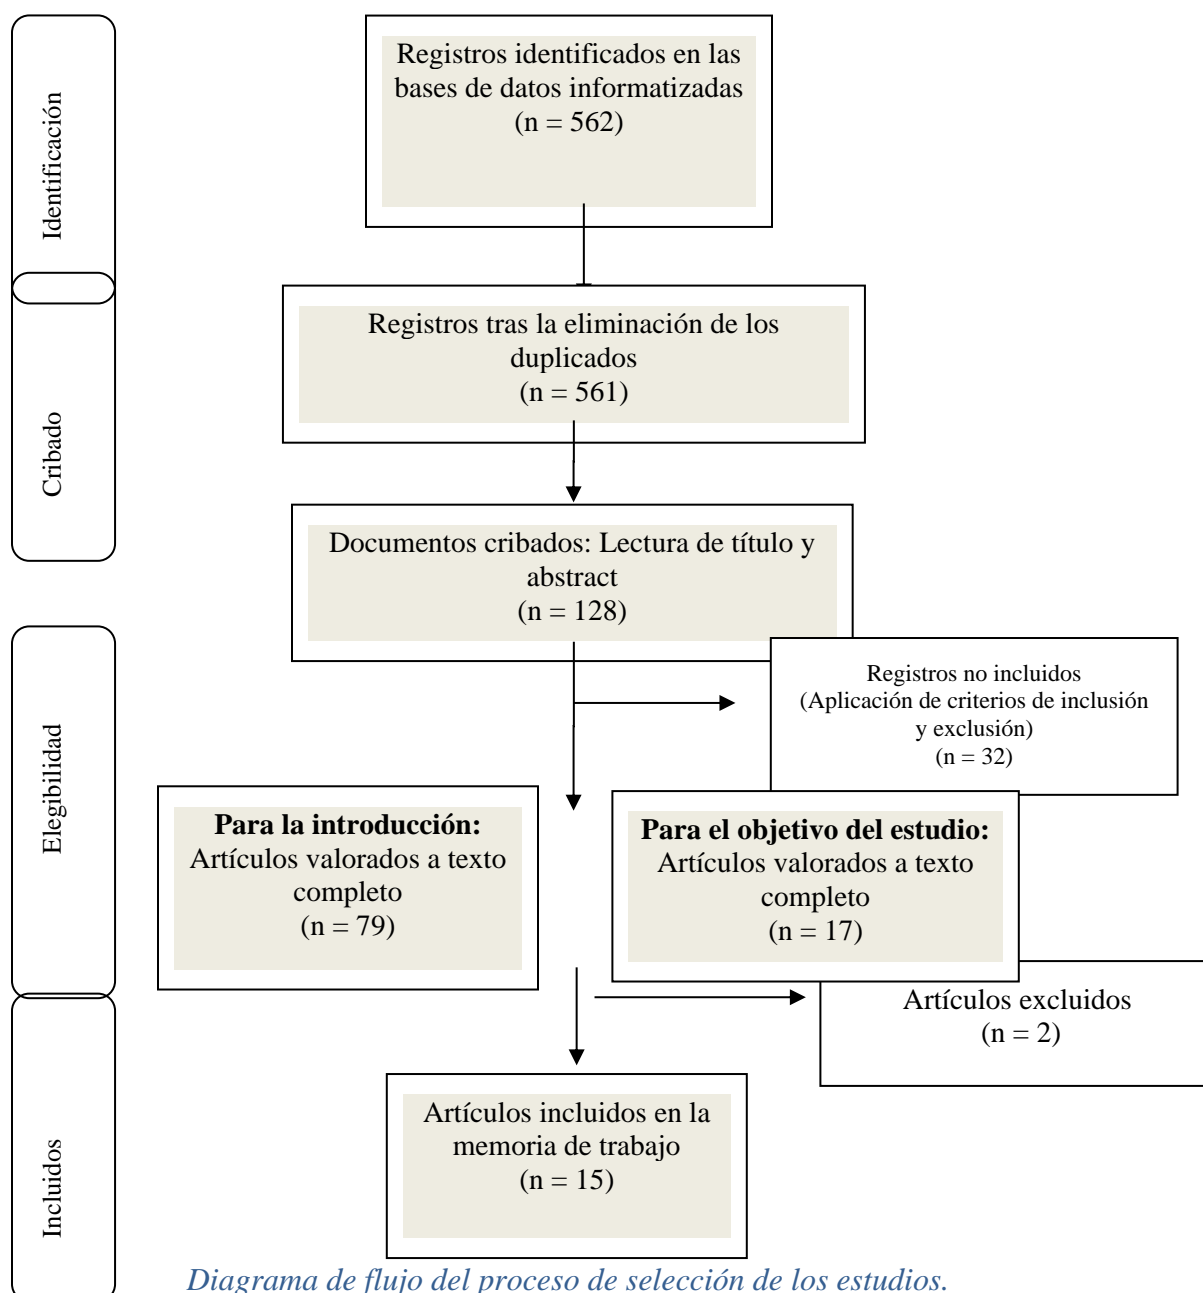 Identificación
Registros identificados en las
bases de datos informatizadas
(n = 562)
Cribado
Registros tras la eliminación de los
duplicados
(n = 561)
Documentos cribados: Lectura de título y
abstract
(n = 128)
Elegibilidad
Registros no incluidos
(Aplicación de criterios de inclusión
y exclusión)
(n = 32)
Para la introducción:
Artículos valorados a texto
completo
(n = 79)
Para el objetivo del estudio:
Artículos valorados a texto
completo
(n = 17)
Artículos excluidos
(n = 2)
Incluidos
Artículos incluidos en la
memoria de trabajo
(n = 15)
Diagrama de flujo del proceso de selección de los estudios.